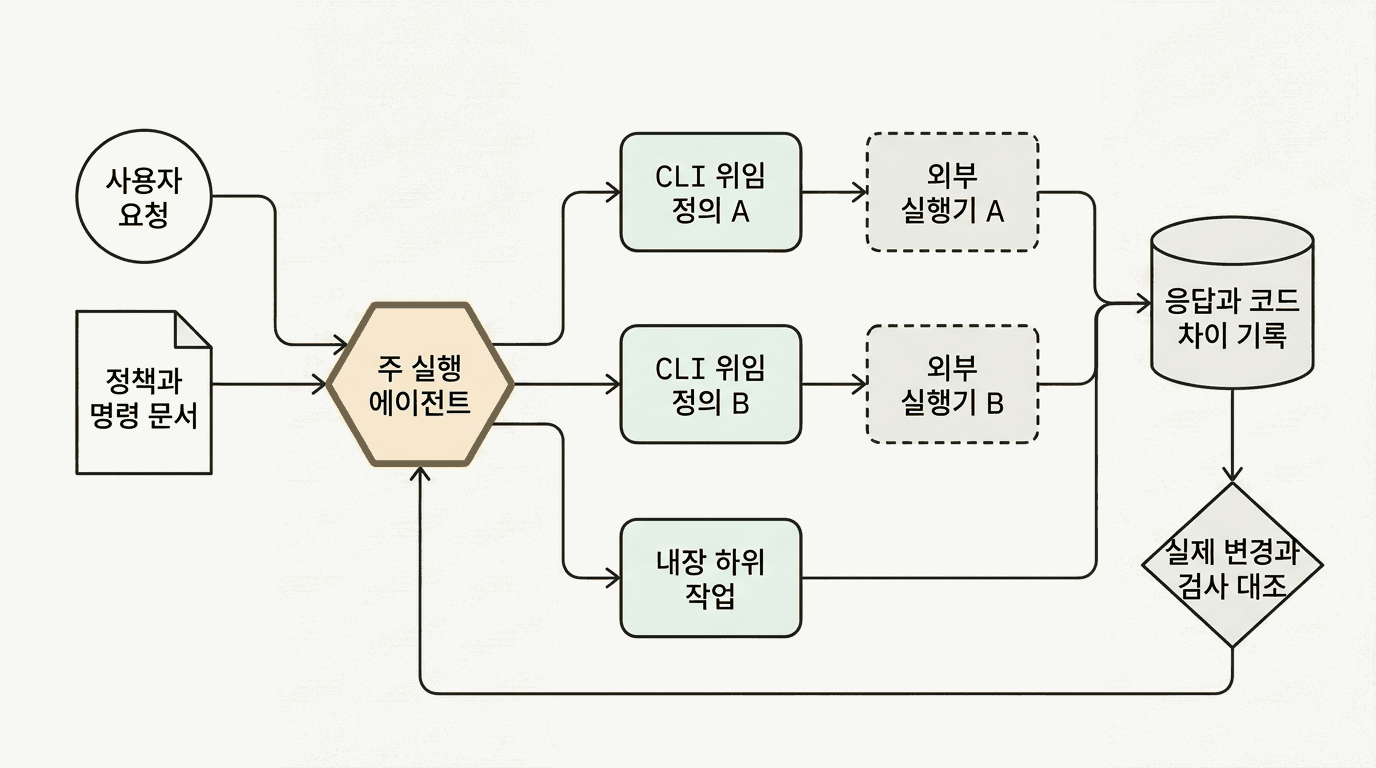 사용자
요청
정책과
명령 문서
주 실행
에이전트
CLI 위임
정의 A
외부
실행기 A
CLI 위임
정의 B
외부
실행기 B
내장 하위
작업
응답과 코드
차이 기록
실제 변경과
검사 대조